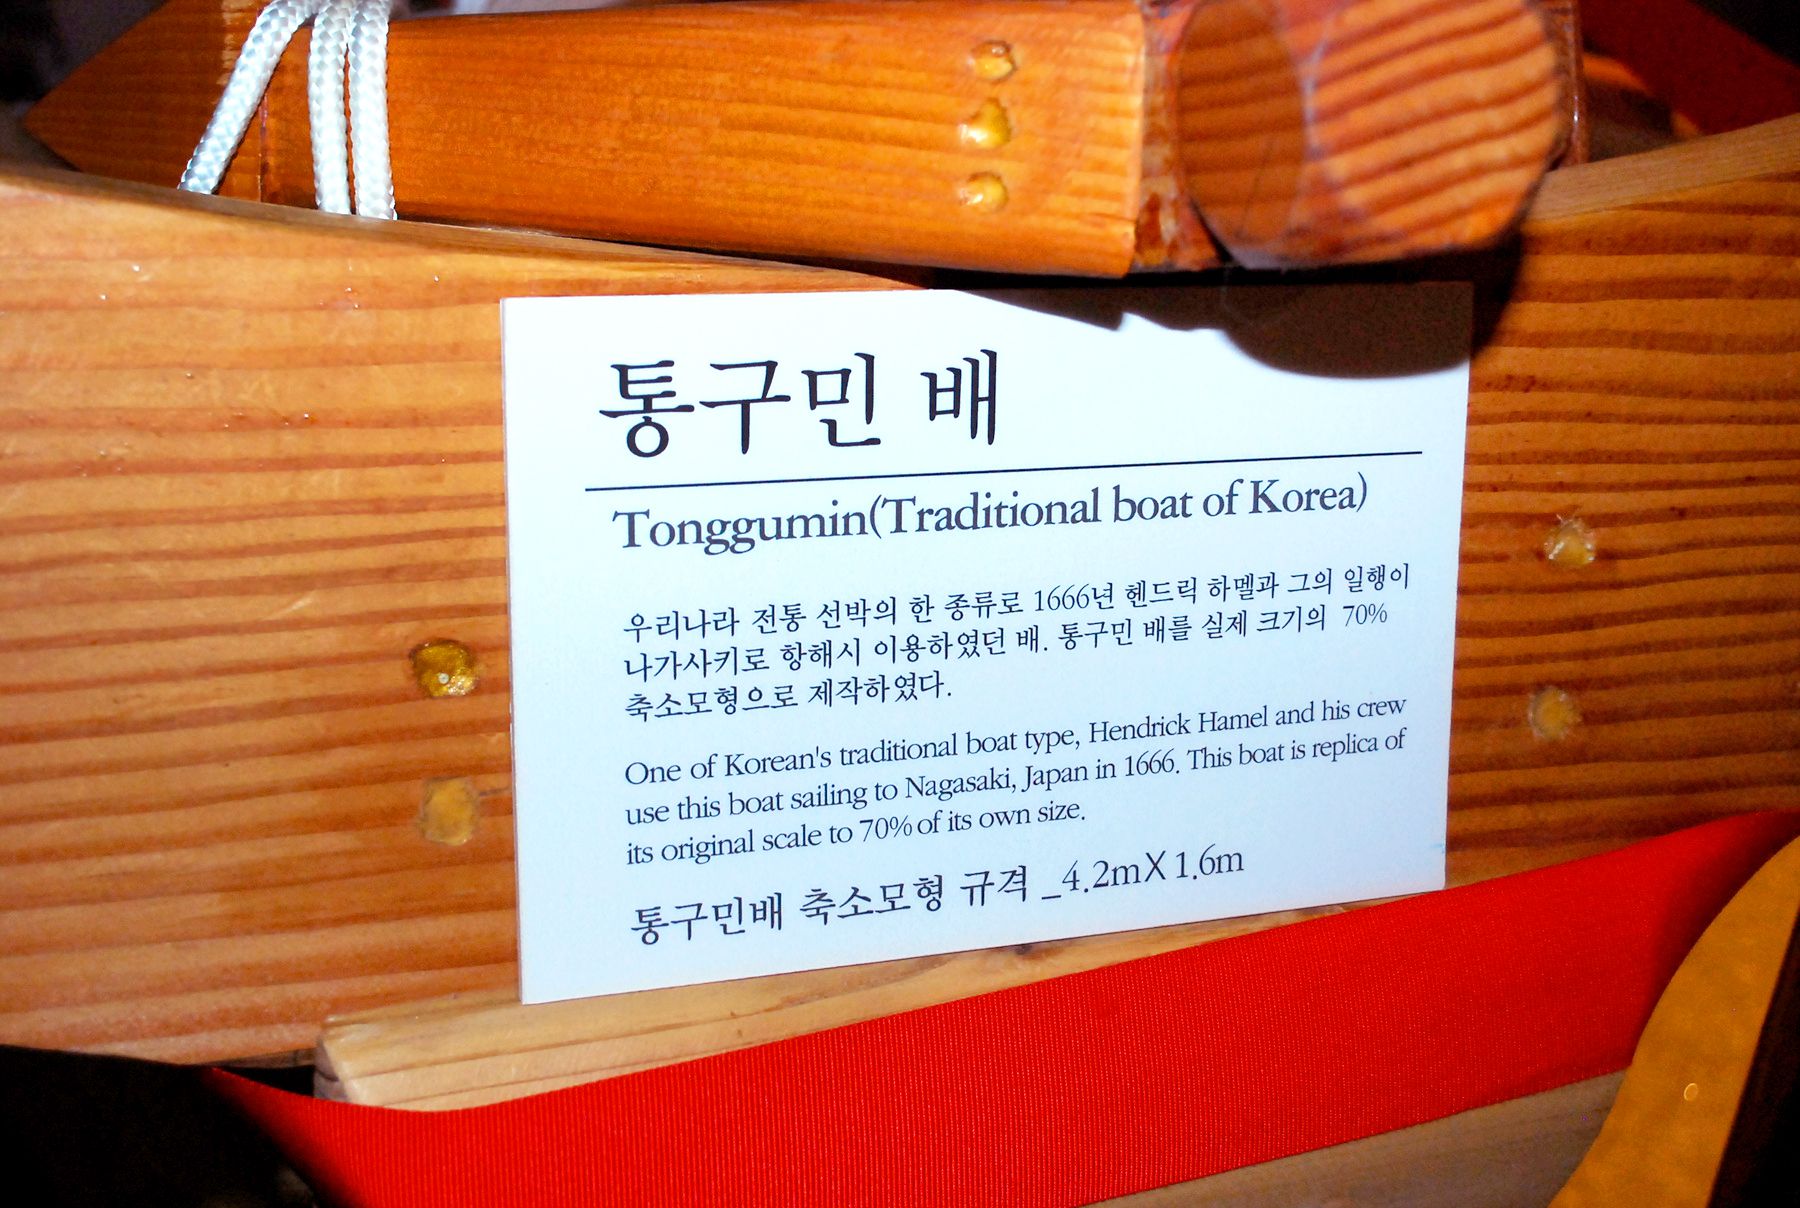 통구민 배
Tonggumin(Traditional boat of Korea)
우리나라 전통 선박의 한 종류로 1666년 헨드릭 하멜과 그의 일행이
나가사키로 항해시 이용하였던 배. 통구민 배를 실제 크기의 70%
축소모형으로 제작하였다.
One of Korean's traditional boat type, Hendrick Hamel and his crew
use this boat sailing to Nagasaki, Japan in 1666. This boat is replica of
its original scale to 70% of its own size.
통구민배 축소모형 규격 _4.2mX1.6m